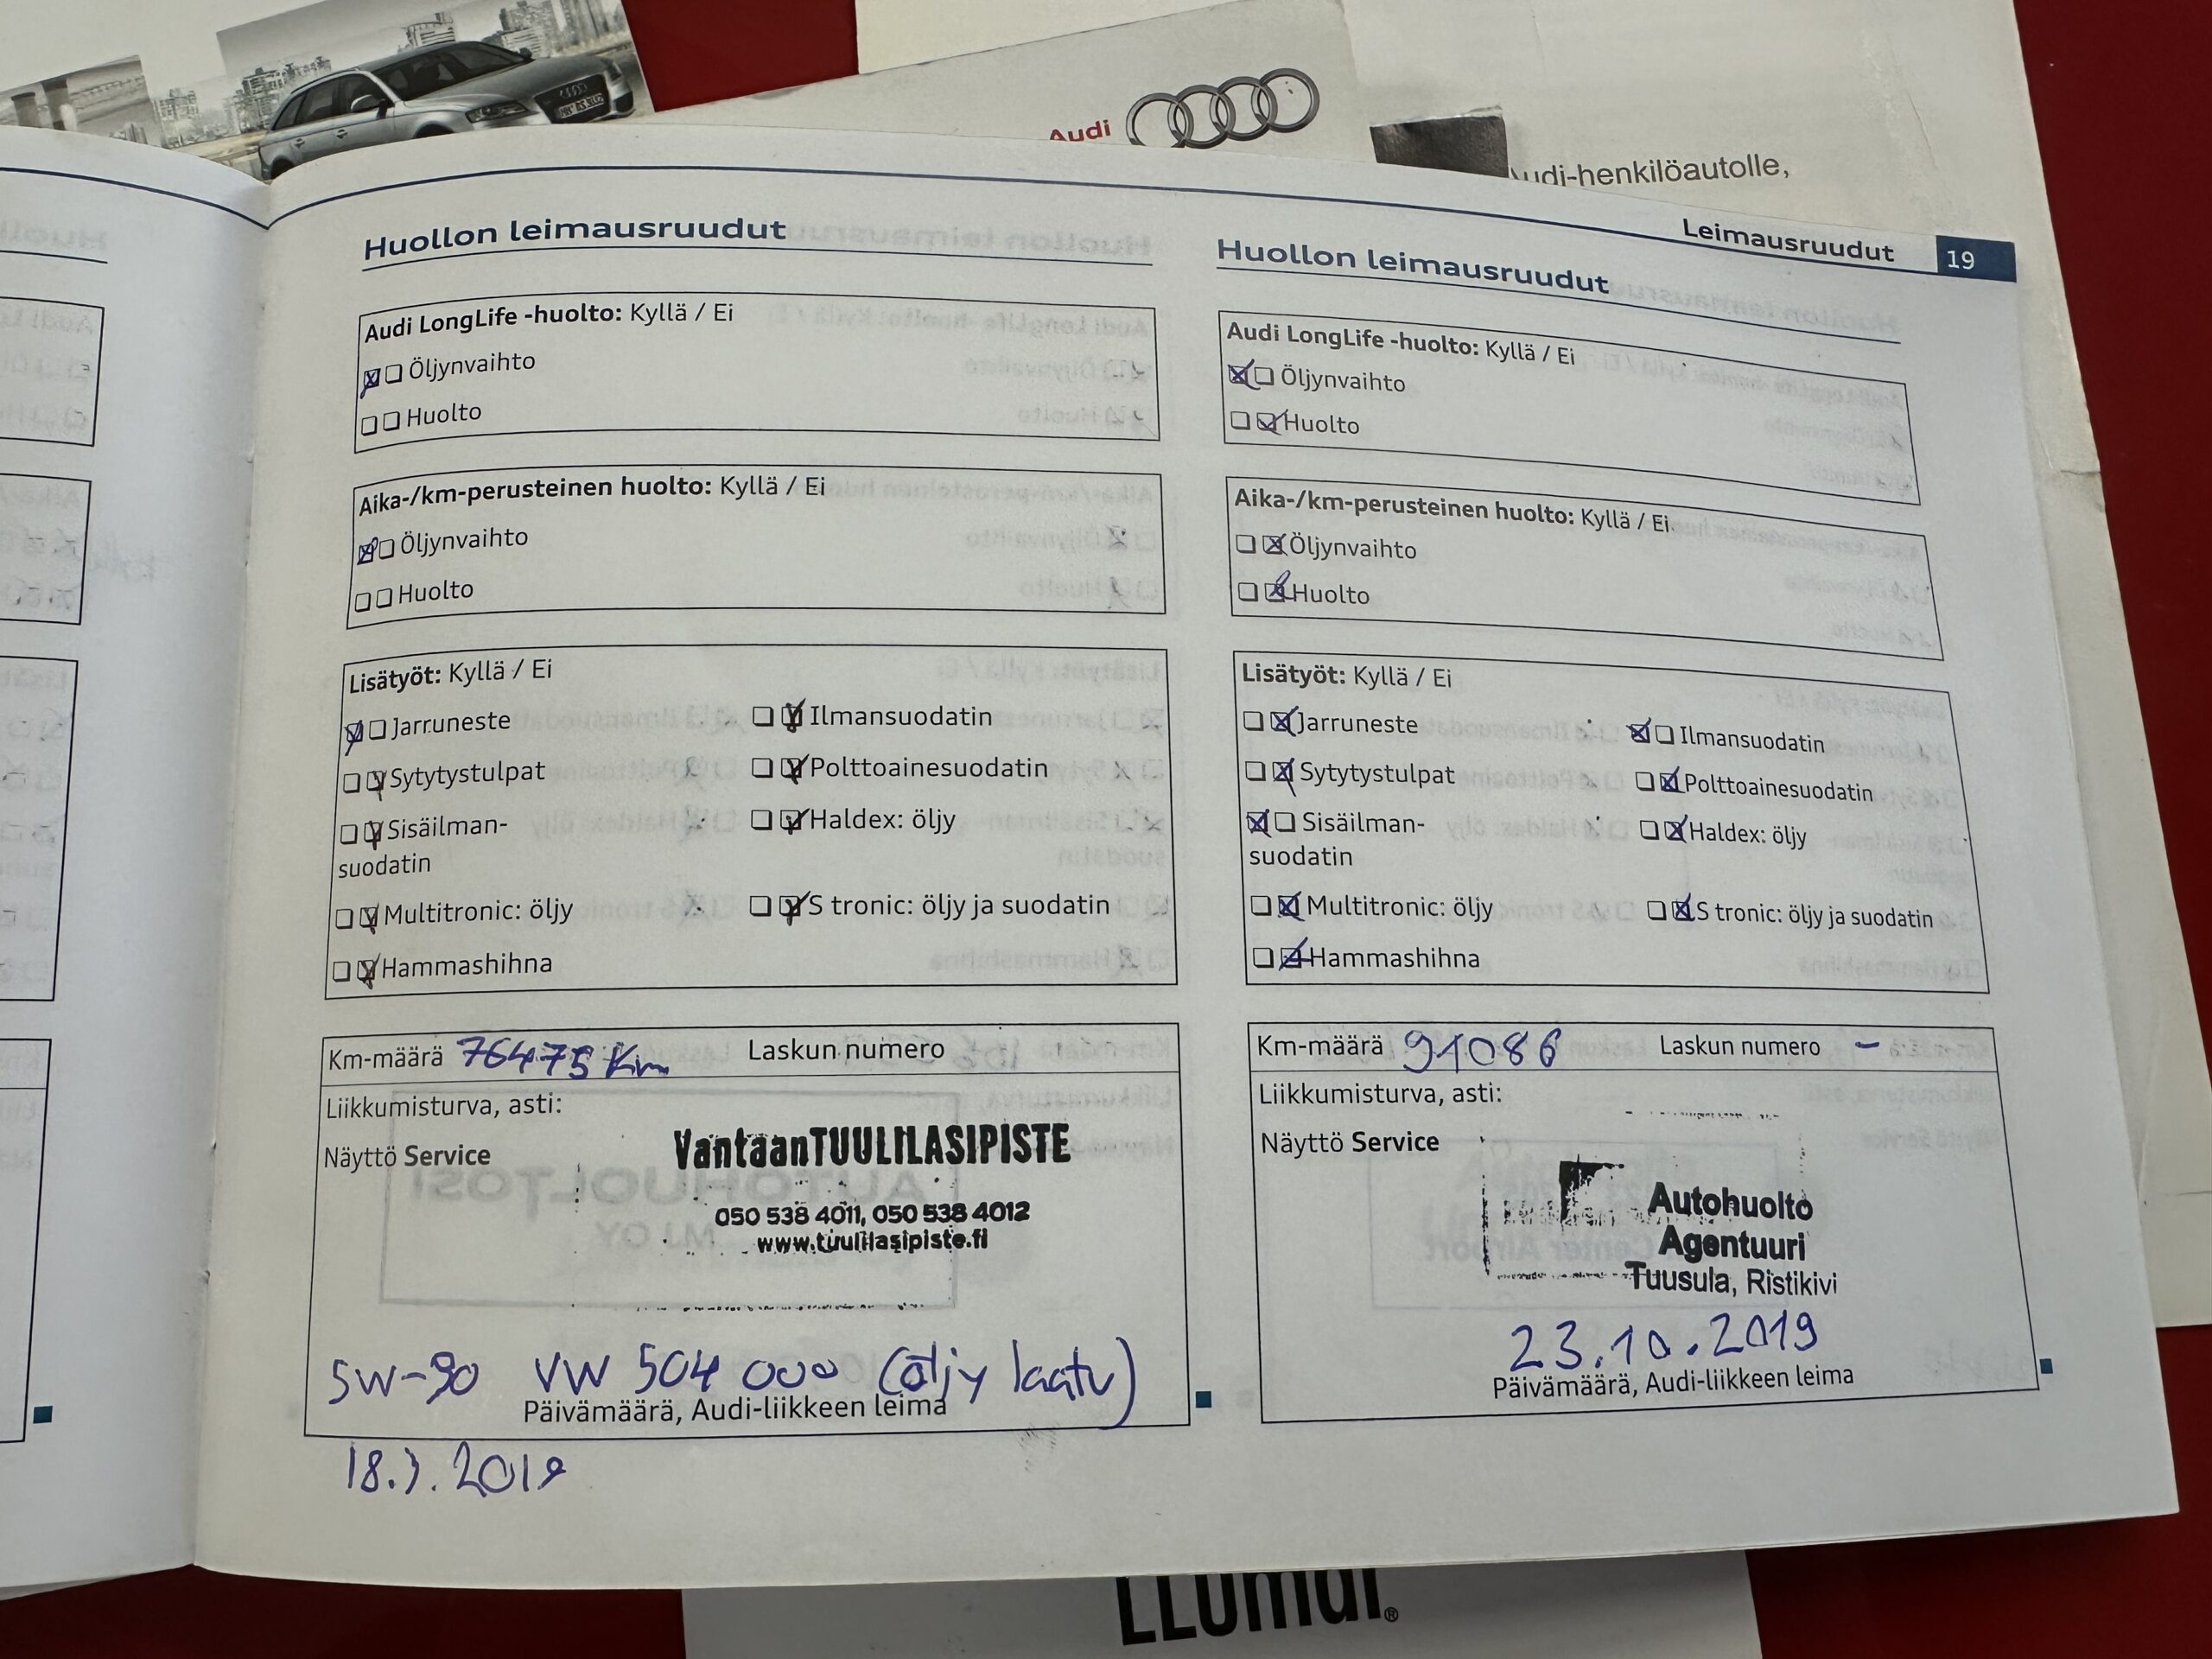 Audi
Audi-henkilöautolle,
Leimausruudut 19
Huollon leimausruudut
Audi LongLife -huolto: Kyllä / Ei
Öljynvaihto
Huolto
Aika-/km-perusteinen huolto: Kyllä / Ei
Öljynvaihto
Huolto
Lisätyöt: Kyllä / Ei
Jarruneste
Ilmansuodatin
Sytytystulpat
Polttoainesuodatin
Sisäilman-
suodatin
Haldex: öljy
Multitronic: öljy
S tronic: öljy ja suodatin
Hammashihna
Km-määrä 76475 Km Laskun numero
Liikkumisturva, asti:
Näyttö Service
VantaanTUULILASIPISTE
050 538 4011, 050 538 4012
www.tuulilasipiste.fi
5W-30 VW 504 000 (öljy laatu)
Päivämäärä, Audi-liikkeen leima
Huollon leimausruudut
Audi LongLife -huolto: Kyllä / Ei
Öljynvaihto
Huolto
Aika-/km-perusteinen huolto: Kyllä / Ei
Öljynvaihto
Huolto
Lisätyöt: Kyllä / Ei
Jarruneste
Ilmansuodatin
Sytytystulpat
Polttoainesuodatin
Sisäilman-
suodatin
Haldex: öljy
Multitronic: öljy
S tronic: öljy ja suodatin
Hammashihna
Km-määrä 91086 Laskun numero -
Liikkumisturva, asti:
Näyttö Service
Autohuolto
Agentuuri
Tuusula, Ristikivi
23.10.2019
Päivämäärä, Audi-liikkeen leima